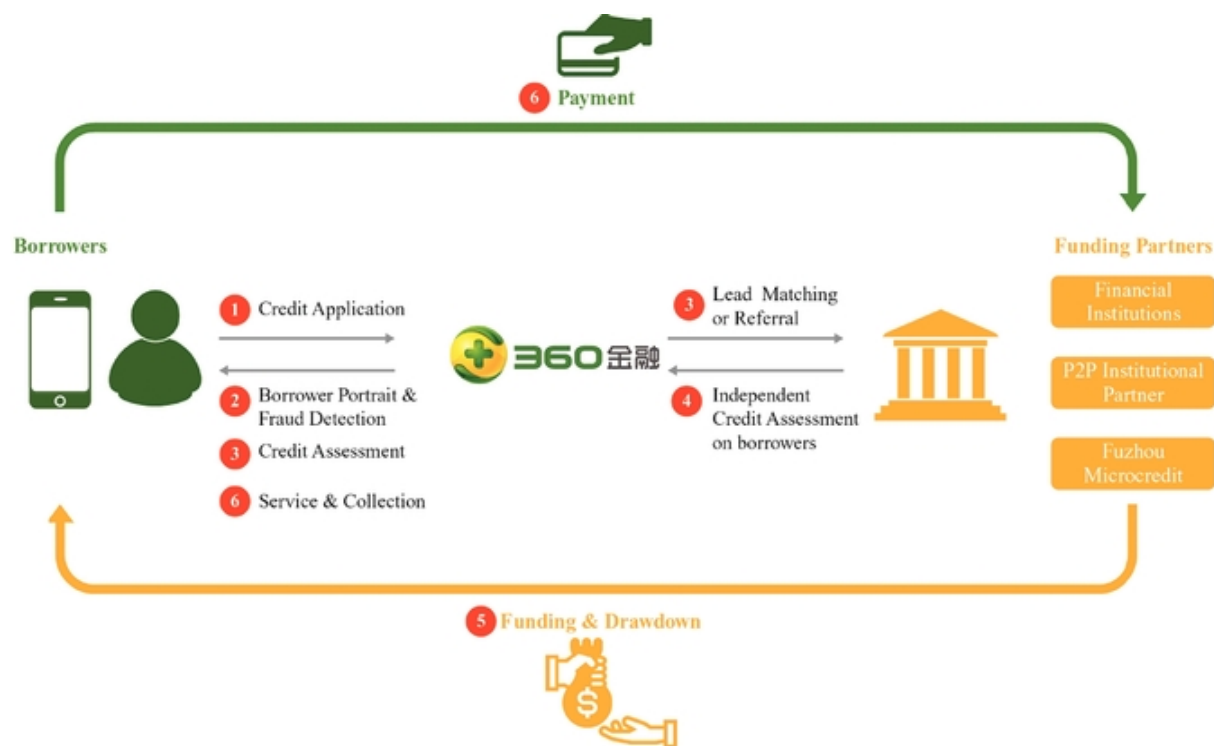 6 Payment
Borrowers
Funding Partners
1 Credit Application
3 Lead Matching
or Referral
Financial
Institutions
360金融
2 Borrower Portrait &
Fraud Detection
4 Independent
Credit Assessment
on borrowers
P2P Institutional
Partner
3 Credit Assessment
Fuzhou
Microcredit
6 Service & Collection
5 Funding & Drawdown
$